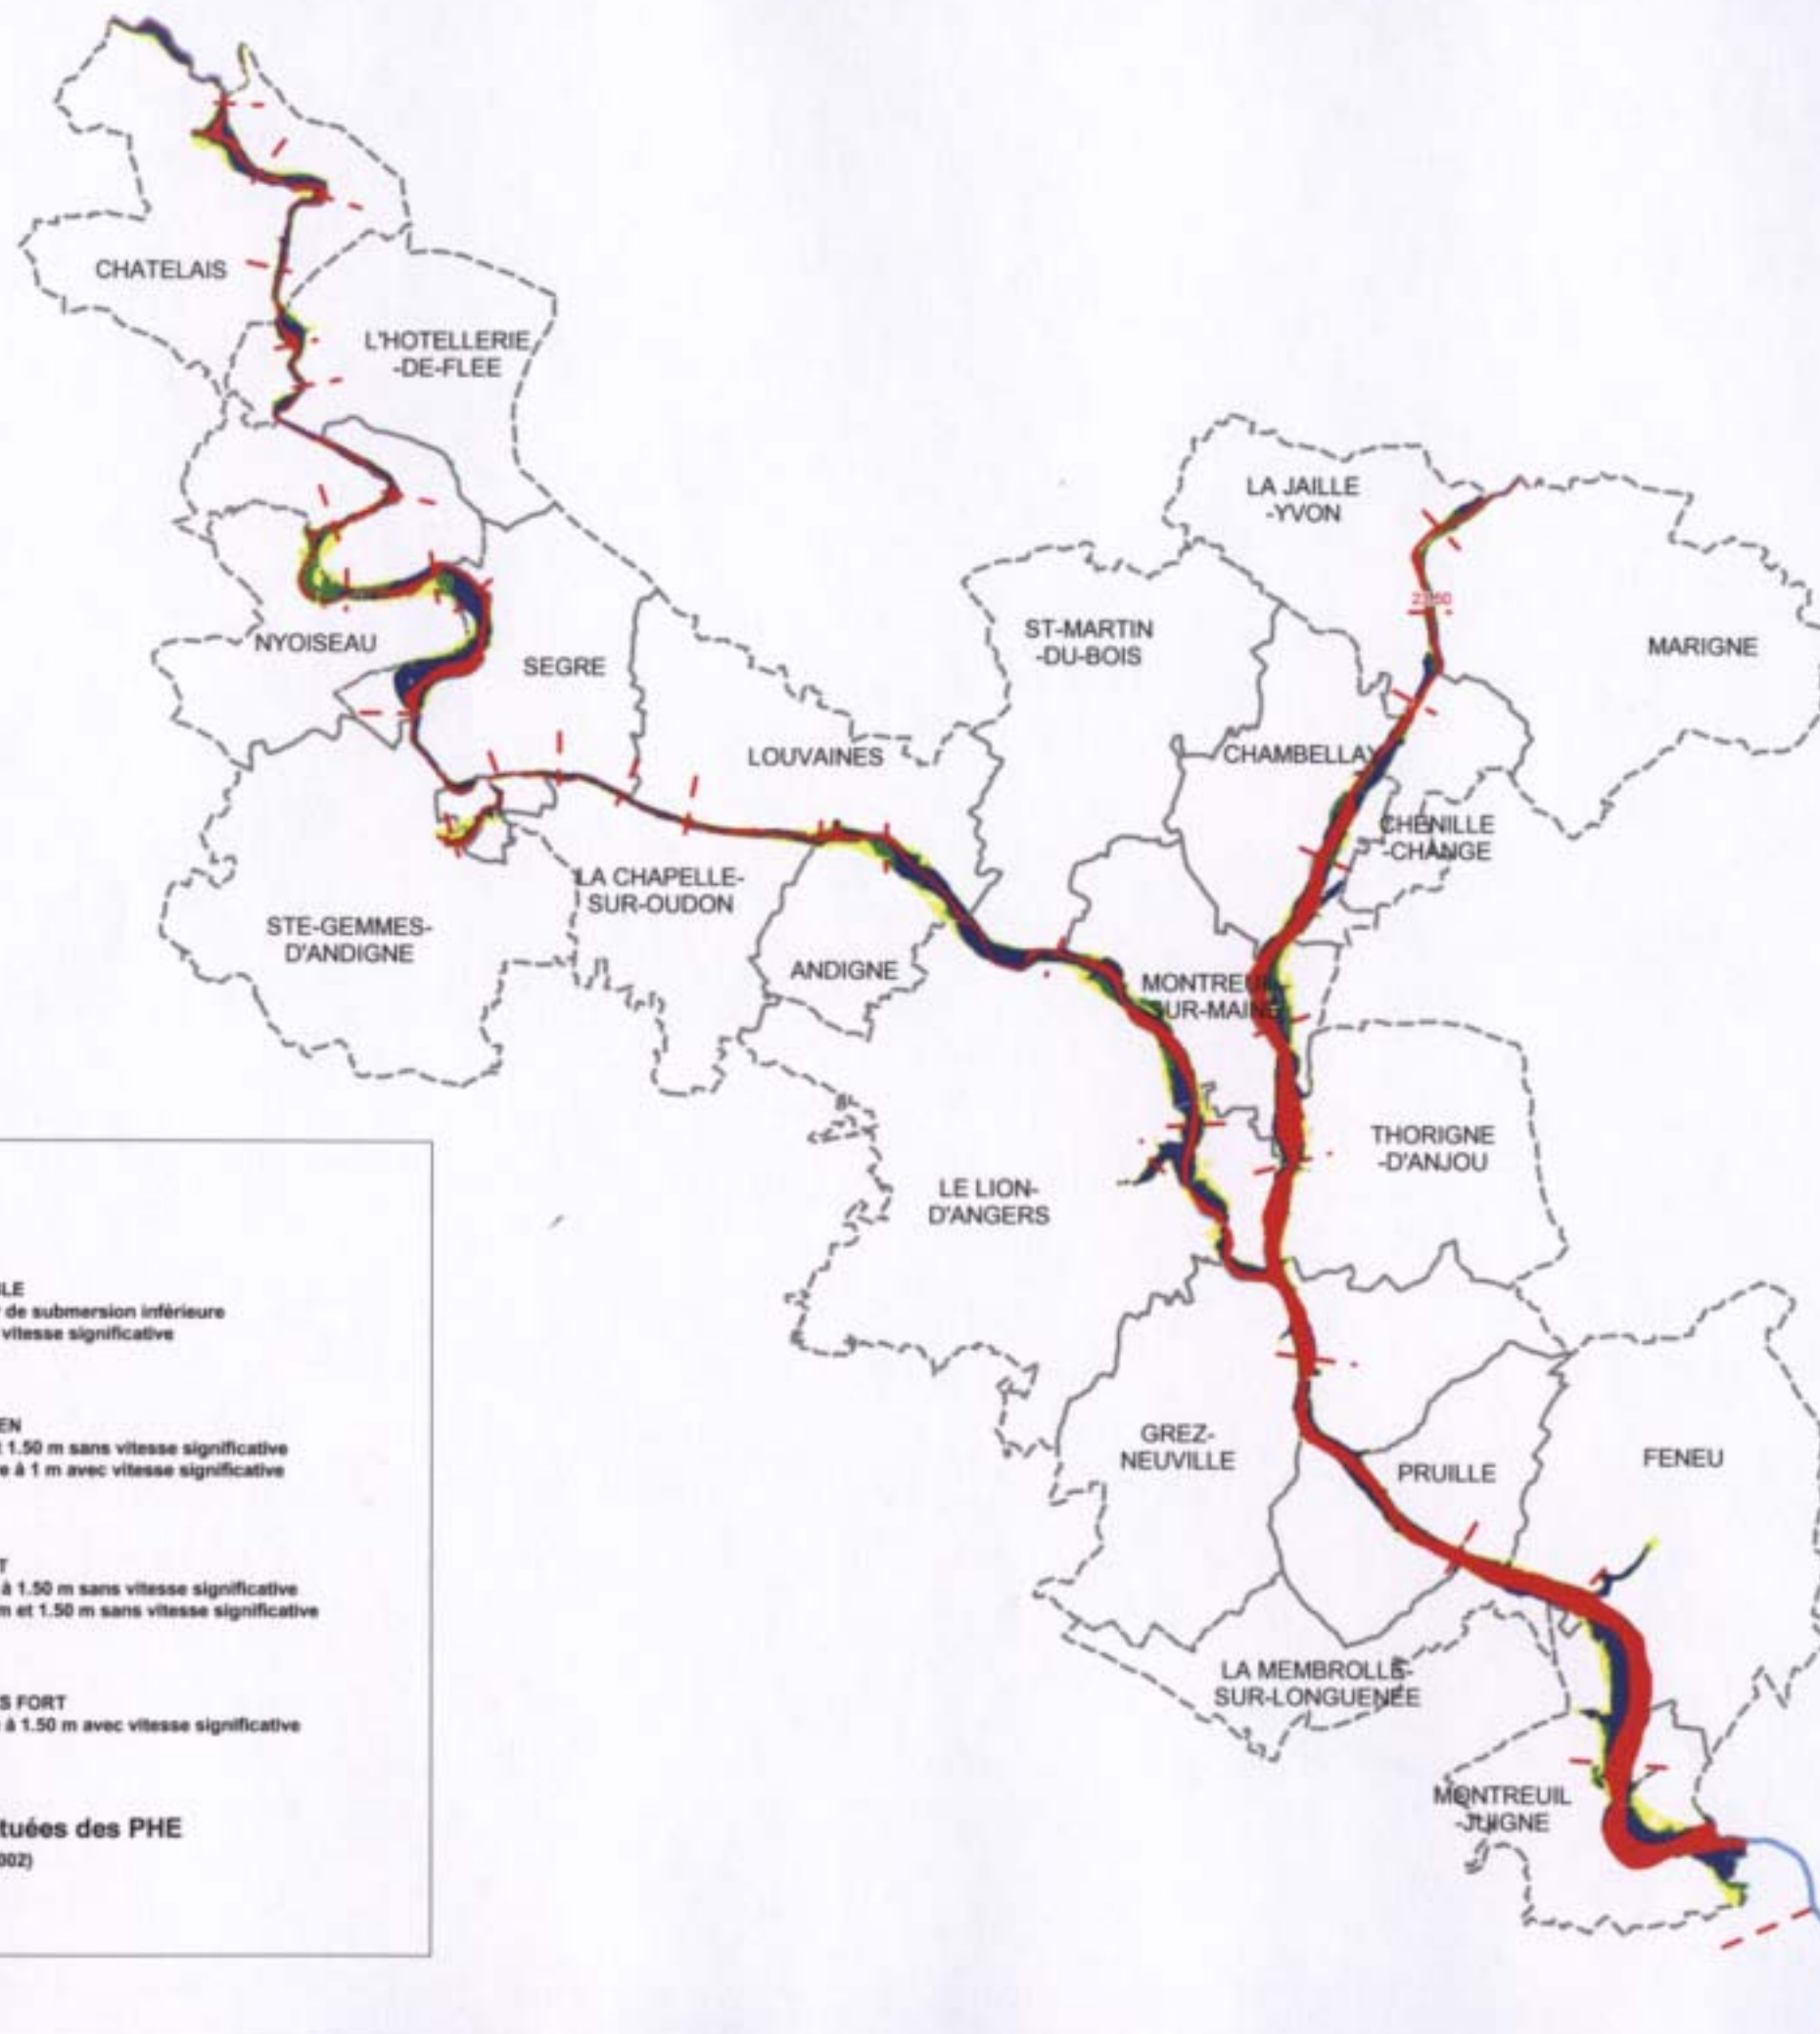 CHATELAIS
L'HOTELLERIE
-DE-FLEE
LA JAILLE
-YVON
ST-MARTIN
-DU-BOIS
MARIGNE
NYOISEAU
SEGRE
LOUVAINES
CHAMBELLAY
CHENILLE
-CHANGE
LA CHAPELLE-
SUR-OUDON
STE-GEMMES-
D'ANDIGNE
ANDIGNE
MONTREUIL-
SUR-MAINE
THORIGNE
-D'ANJOU
LE LION-
D'ANGERS
GREZ-
NEUVILLE
PRUILLE
FENEU
LA MEMBROLLE-
SUR-LONGUENEE
MONTREUIL
-JUIGNE
LE
de submersion inférieure
vitesse significative
EN
1.50 m sans vitesse significative
e à 1 m avec vitesse significative
T
à 1.50 m sans vitesse significative
m et 1.50 m sans vitesse significative
S FORT
à 1.50 m avec vitesse significative
tuées des PHE
002)